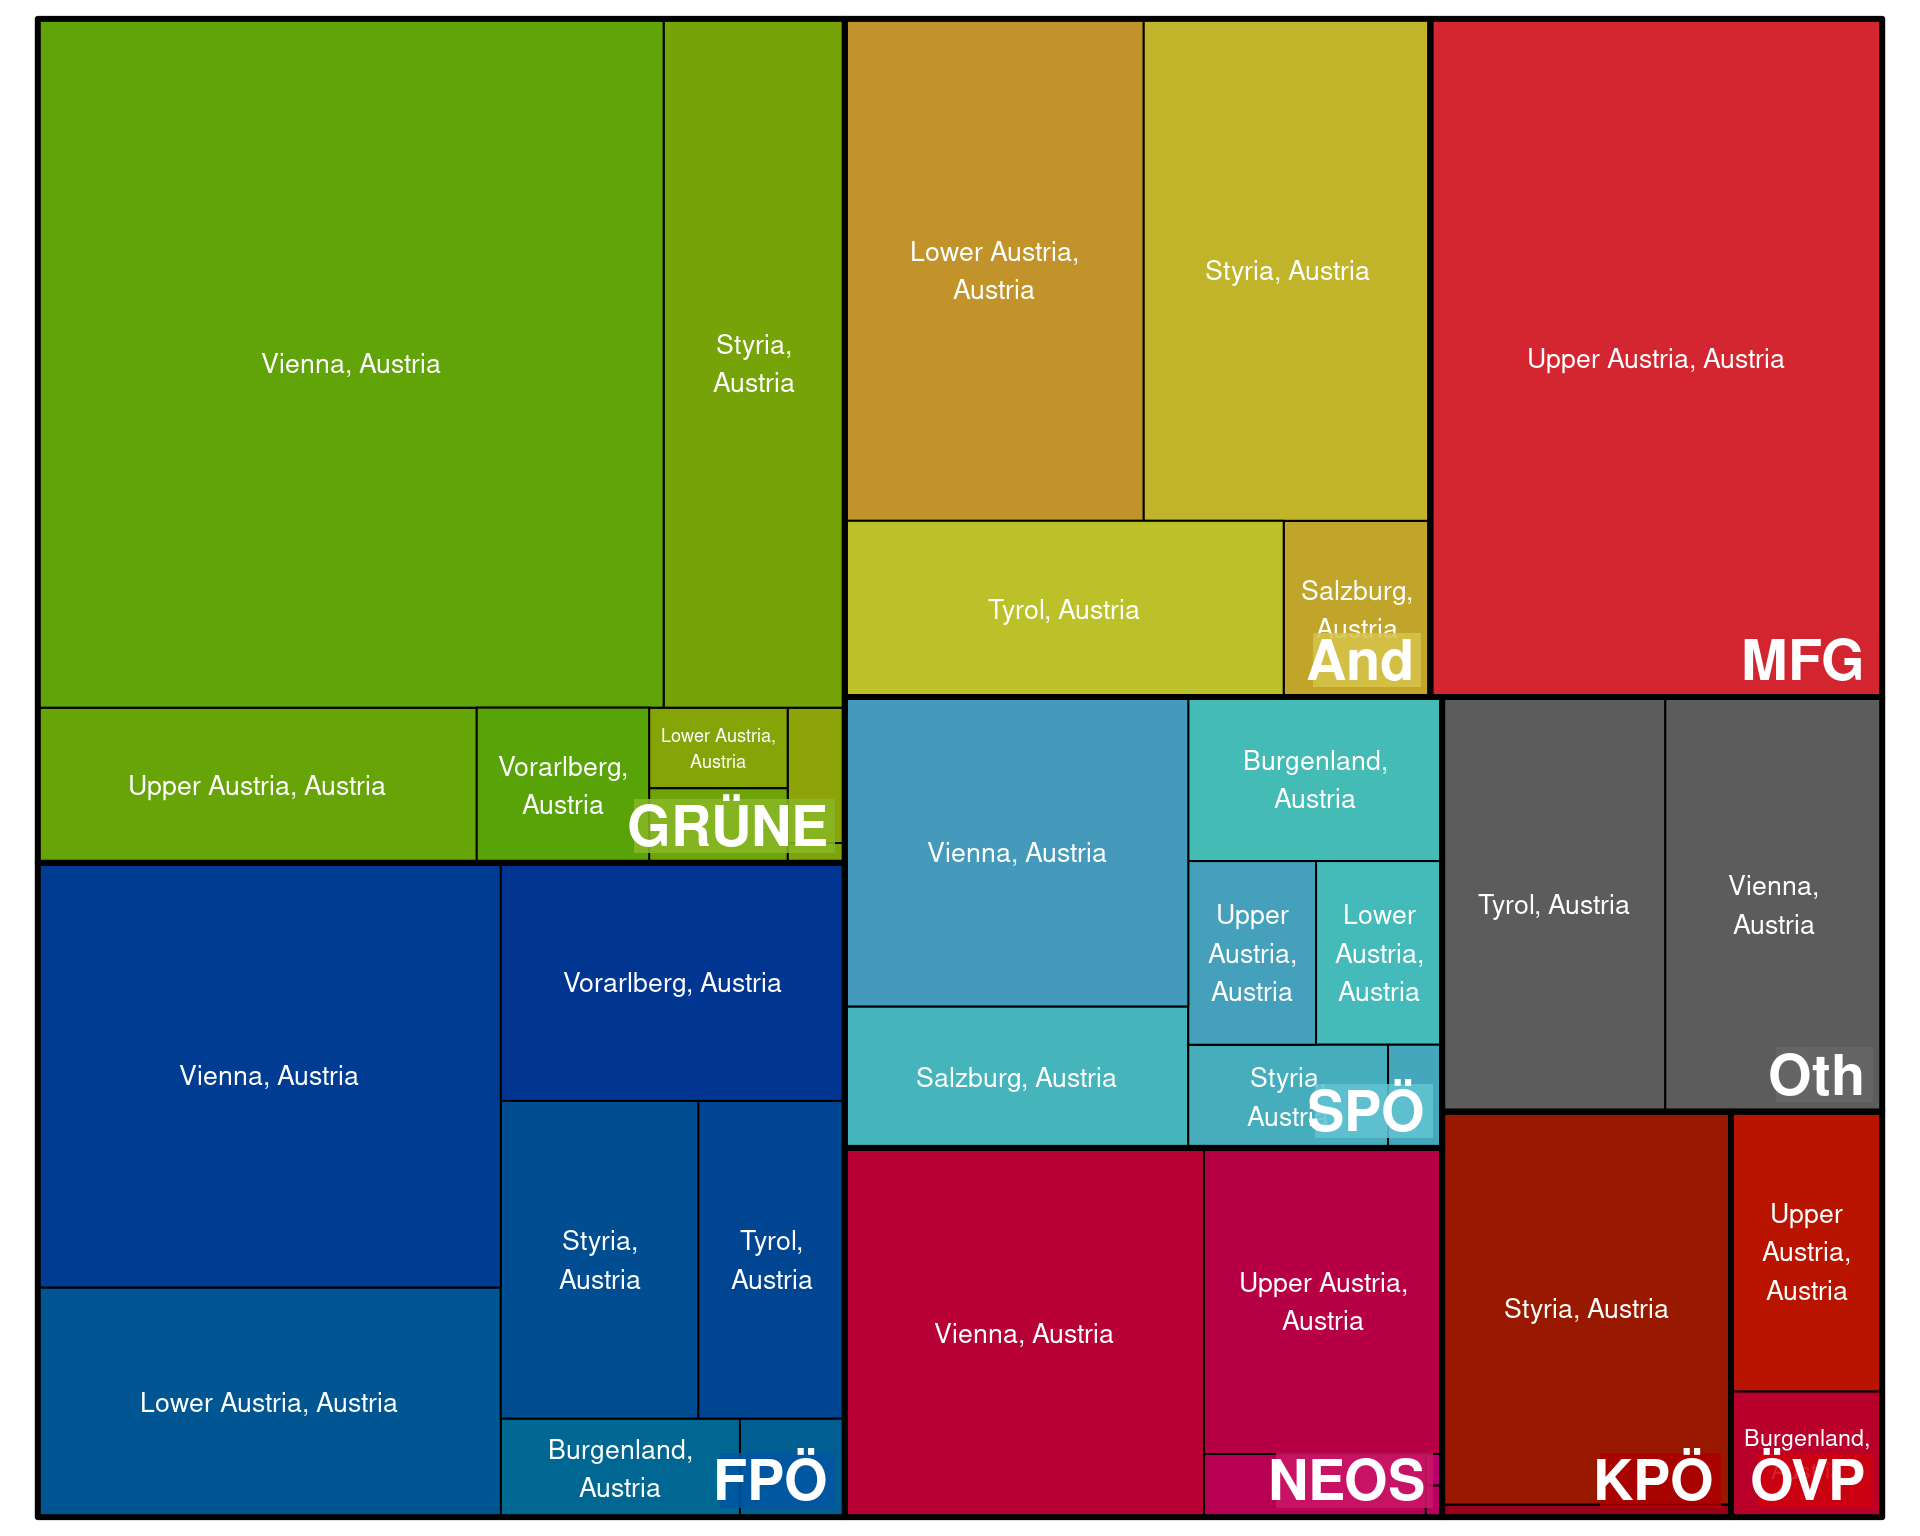 Vienna, Austria
Styria,
Austria
Upper Austria, Austria
Vorarlberg,
Austria
Lower Austria,
Austria
GRÜNE
Lower Austria,
Austria
Styria, Austria
Tyrol, Austria
Salzburg,
Austria
And
Upper Austria, Austria
MFG
Vienna, Austria
Vorarlberg, Austria
Styria,
Austria
Tyrol,
Austria
Lower Austria, Austria
Burgenland,
Austria
FPÖ
Vienna, Austria
Burgenland,
Austria
Upper
Austria,
Austria
Lower
Austria,
Austria
Salzburg, Austria
Styria,
Austria
SPÖ
Tyrol, Austria
Vienna,
Austria
Oth
Vienna, Austria
Upper Austria,
Austria
NEOS
Styria, Austria
KPÖ
Upper
Austria,
Austria
Burgenland,
ÖVP